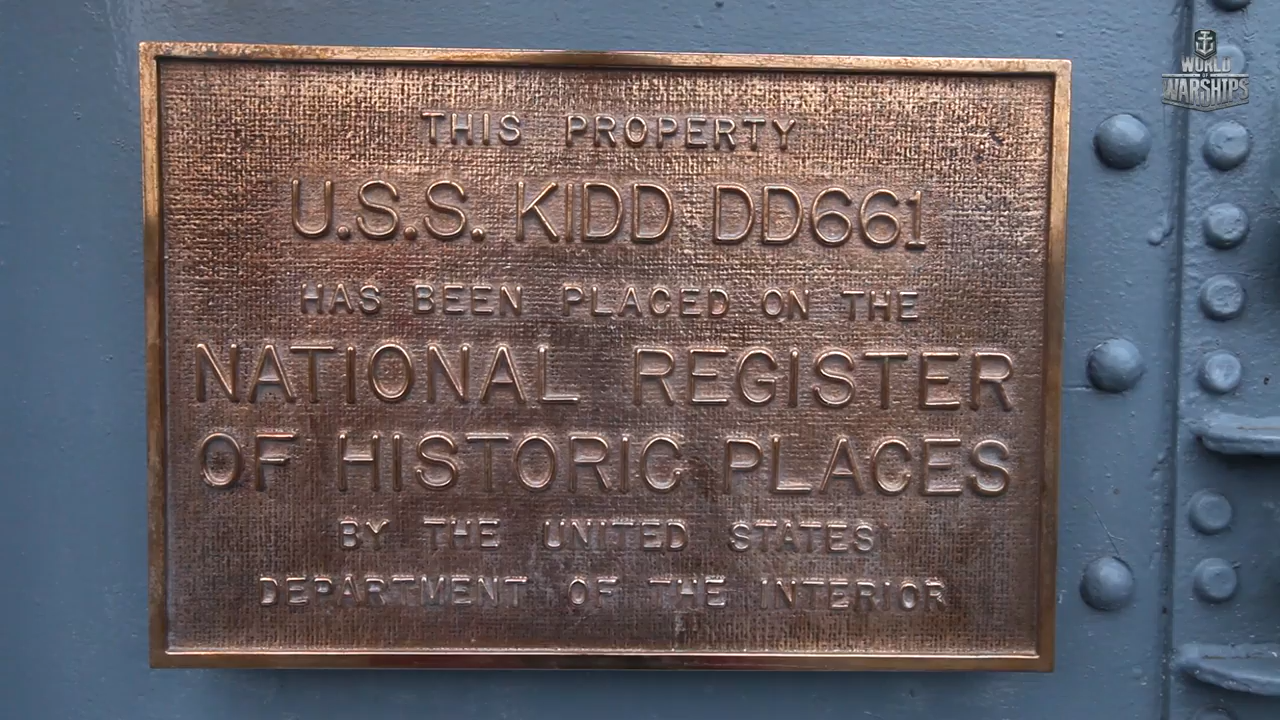 THIS PROPERTY
U.S.S. KIDD DD661
HAS BEEN PLACED ON THE
NATIONAL REGISTER
OF HISTORIC PLACES
BY THE UNITED STATES
DEPARTMENT OF THE INTERIOR
WORLD
OF
WARSHIPS